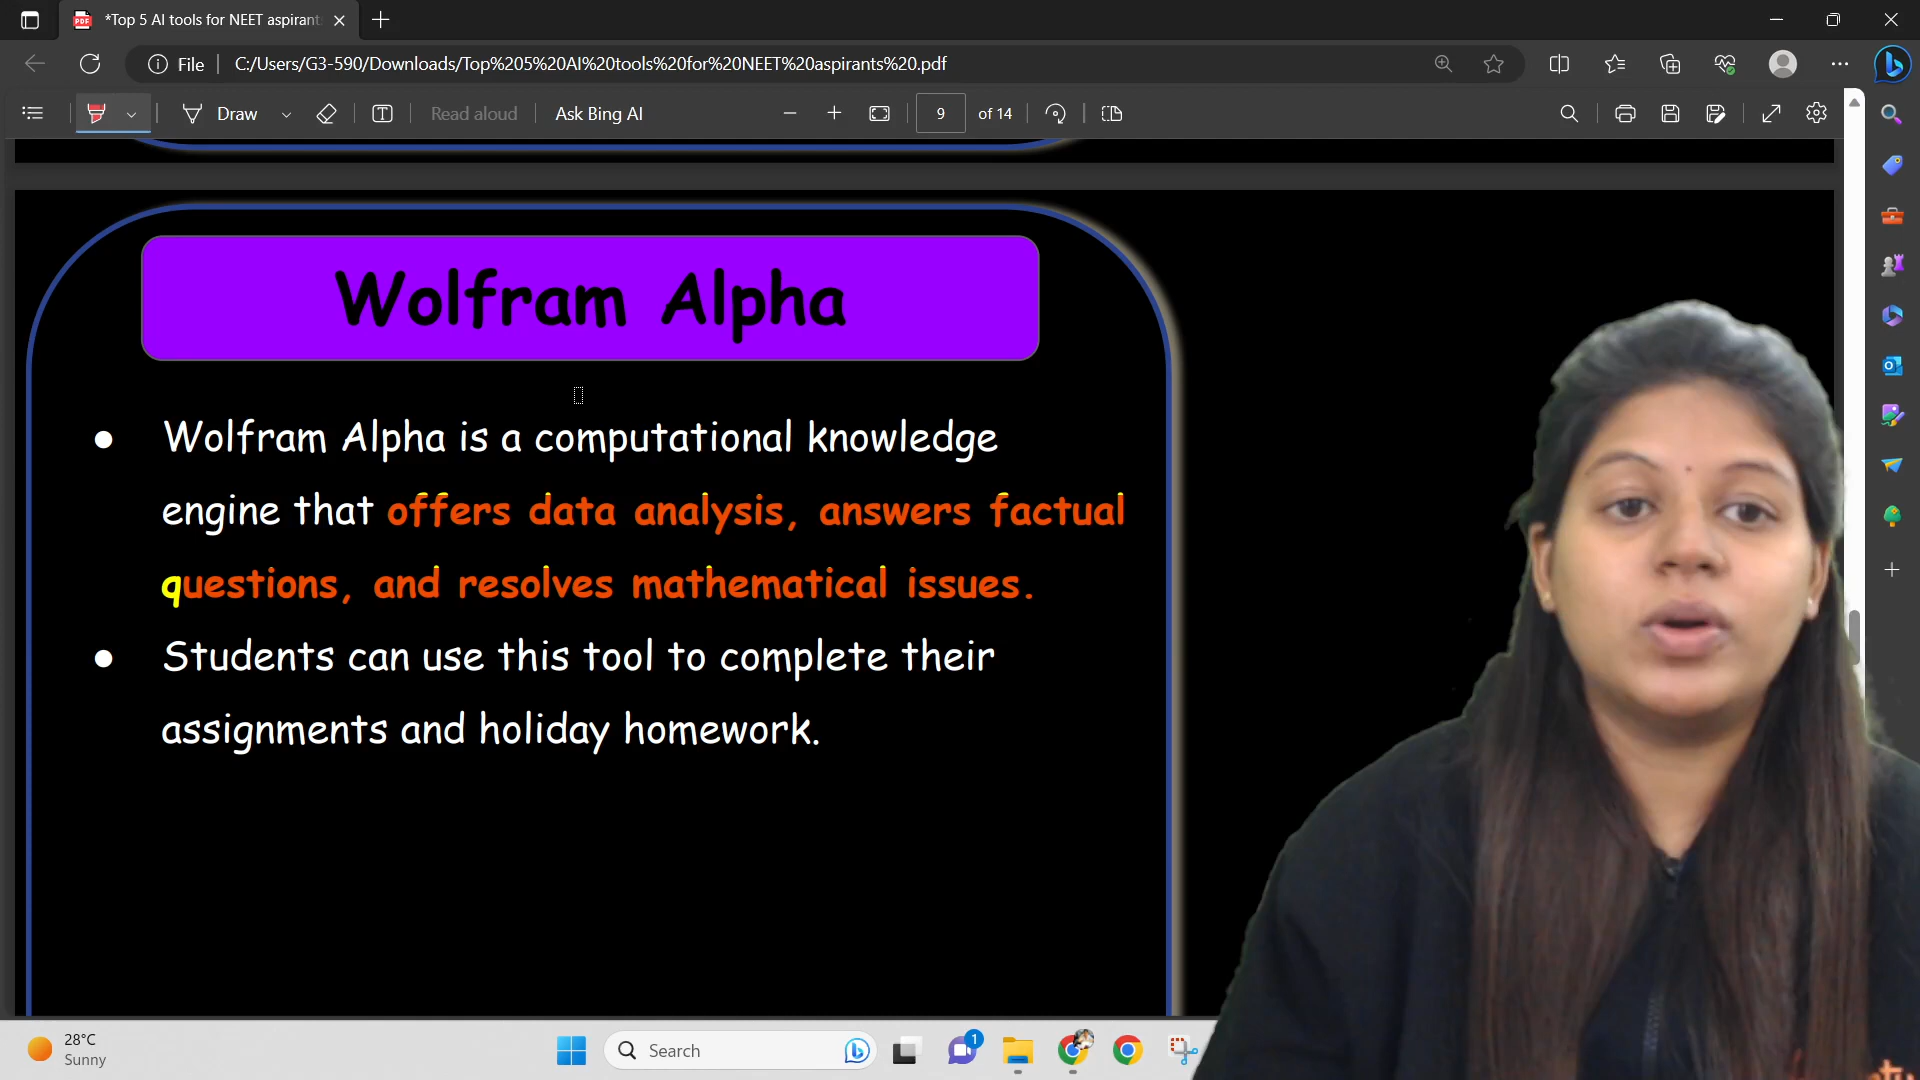 *Top 5 AI tools for NEET aspirant
File
C:/Users/G3-590/Downloads/Top%205%20AI%20tools%20for%20NEET%20aspirants%20.pdf
Draw
Read aloud
Ask Bing AI
9
of 14
Wolfram Alpha
● Wolfram Alpha is a computational knowledge
engine that offers data analysis, answers factual
questions, and resolves mathematical issues.
● Students can use this tool to complete their
assignments and holiday homework.
28°C
Sunny
Search
1